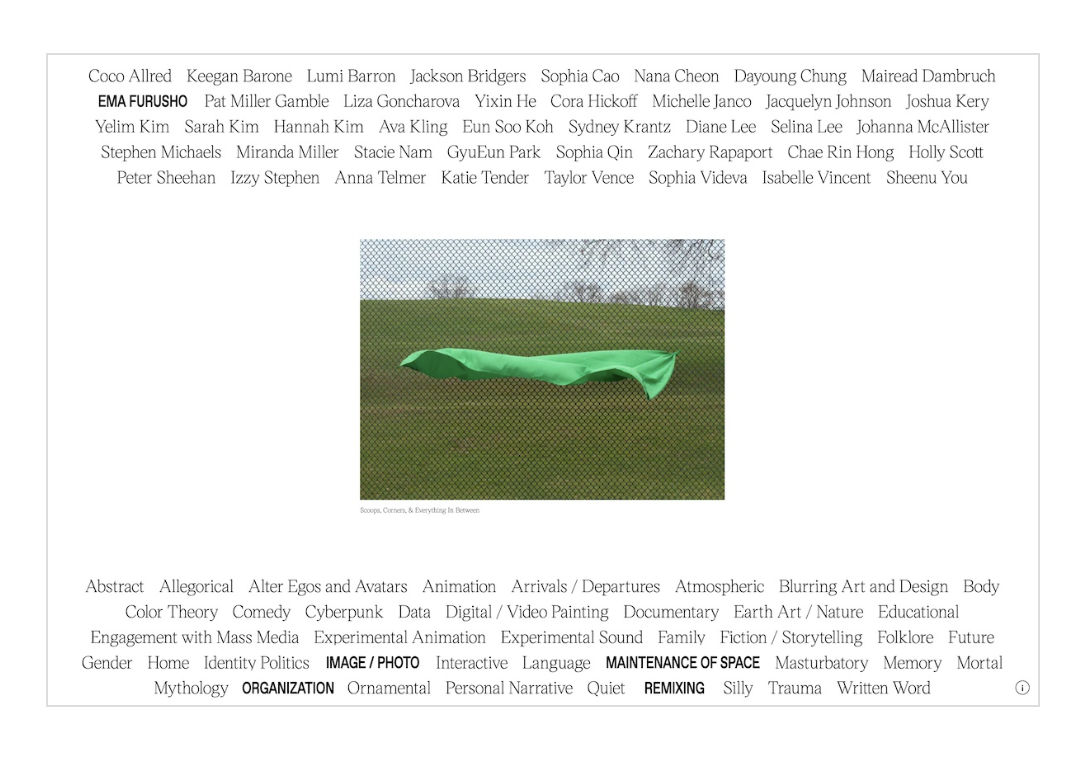 Coco Allred Keegan Barone Lumi Barron Jackson Bridgers Sophia Cao Nana Cheon Dayoung Chung Mairead Dambruch
EMA FURUSHO Pat Miller Gamble Liza Goncharova Yixin He Cora Hickoff Michelle Janco Jacquelyn Johnson Joshua Kery
Yelim Kim Sarah Kim Hannah Kim Ava Kling Eun Soo Koh Sydney Krantz Diane Lee Selina Lee Johanna McAllister
Stephen Michaels Miranda Miller Stacie Nam GyuEun Park Sophia Qin Zachary Rapaport Chae Rin Hong Holly Scott
Peter Sheehan Izzy Stephen Anna Telmer Katie Tender Taylor Vence Sophia Videva Isabelle Vincent Sheenu You
Scoops, Corners, & Everything In Between
Abstract Allegorical Alter Egos and Avatars Animation Arrivals / Departures Atmospheric Blurring Art and Design Body
Color Theory Comedy Cyberpunk Data Digital / Video Painting Documentary Earth Art / Nature Educational
Engagement with Mass Media Experimental Animation Experimental Sound Family Fiction / Storytelling Folklore Future
Gender Home Identity Politics IMAGE / PHOTO Interactive Language MAINTENANCE OF SPACE Masturbatory Memory Mortal
Mythology ORGANIZATION Ornamental Personal Narrative Quiet REMIXING Silly Trauma Written Word